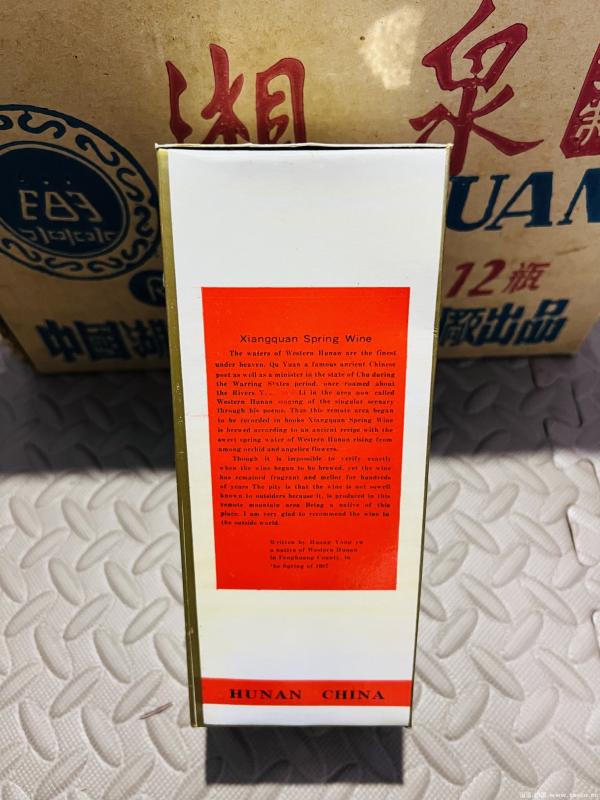 湘泉
UAN
12瓶
中國湖
廠出品
Xiangquan Spring Wine
The waters of Western Hunan are the finest
under heaven. Qu Yuan a famous ancient Chinese
poet as well as a minister in the state of Chu during
the Warring States period, once roamed about
the Rivers Y Li in the area now called
Western Hunan singing of the singular scenary
through his poems. Thus this remote area began
to be recorded in books Xiangquan Spring Wine
is brewed according to an ancient recipe with the
sweet spring water of Western Hunan rising from
among orchid and angelica flowers.
Though it is impossible to verify exactly
when the wine began to be brewed, yet the wine
has remained fragrant and mellor for hundreds
of years The pity is that the wine is not sowell
known to outsiders because it, is produced in this
remote mountain area Being a native of this
place, I am very glad to recommend the wine in
the outside world.
Written by Huang Yong yu
a native of Western Hunan
in Fenghuang County, in
the Spring of 1987
HUNAN CHINA